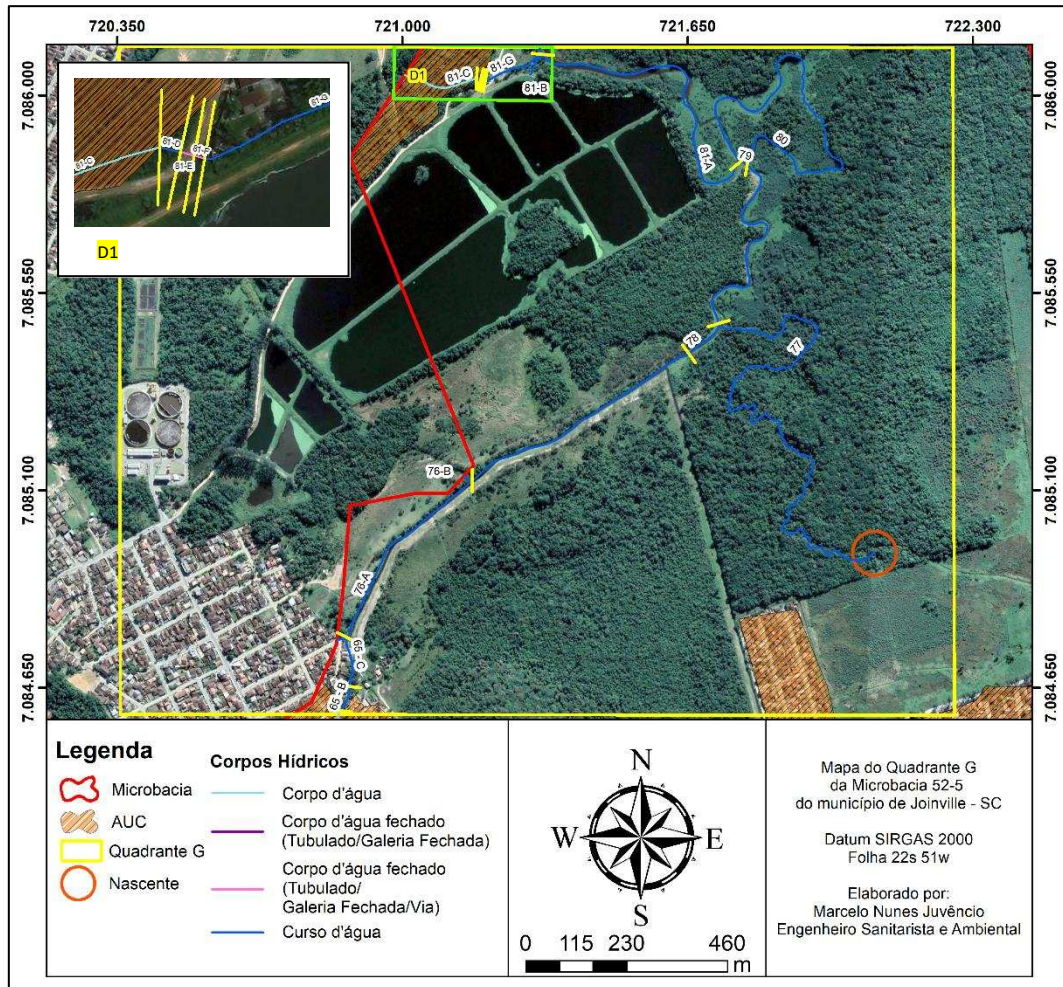 720.350 721.000 721.650 722.300
7.086.000
7.085.550
7.085.100
7.084.650
7.086.000
7.085.550
7.085.100
7.084.650
81-C
81-D
81-E
81-F
81-G
D1
D1
81-C
81-G
81-B
81-A
79
80
78
77
76-B
76-A
65 - C
65 - B
Legenda
Microbacia
AUC
Quadrante G
Nascente
Corpos Hídricos
Corpo d'água
Corpo d'água fechado
(Tubulado/Galeria Fechada)
Corpo d'água fechado
(Tubulado/
Galeria Fechada/Via)
Curso d'água
N
W E
S
0 115 230 460
m
Mapa do Quadrante G
da Microbacia 52-5
do município de Joinville - SC
Datum SIRGAS 2000
Folha 22s 51w
Elaborado por:
Marcelo Nunes Juvêncio
Engenheiro Sanitarista e Ambiental